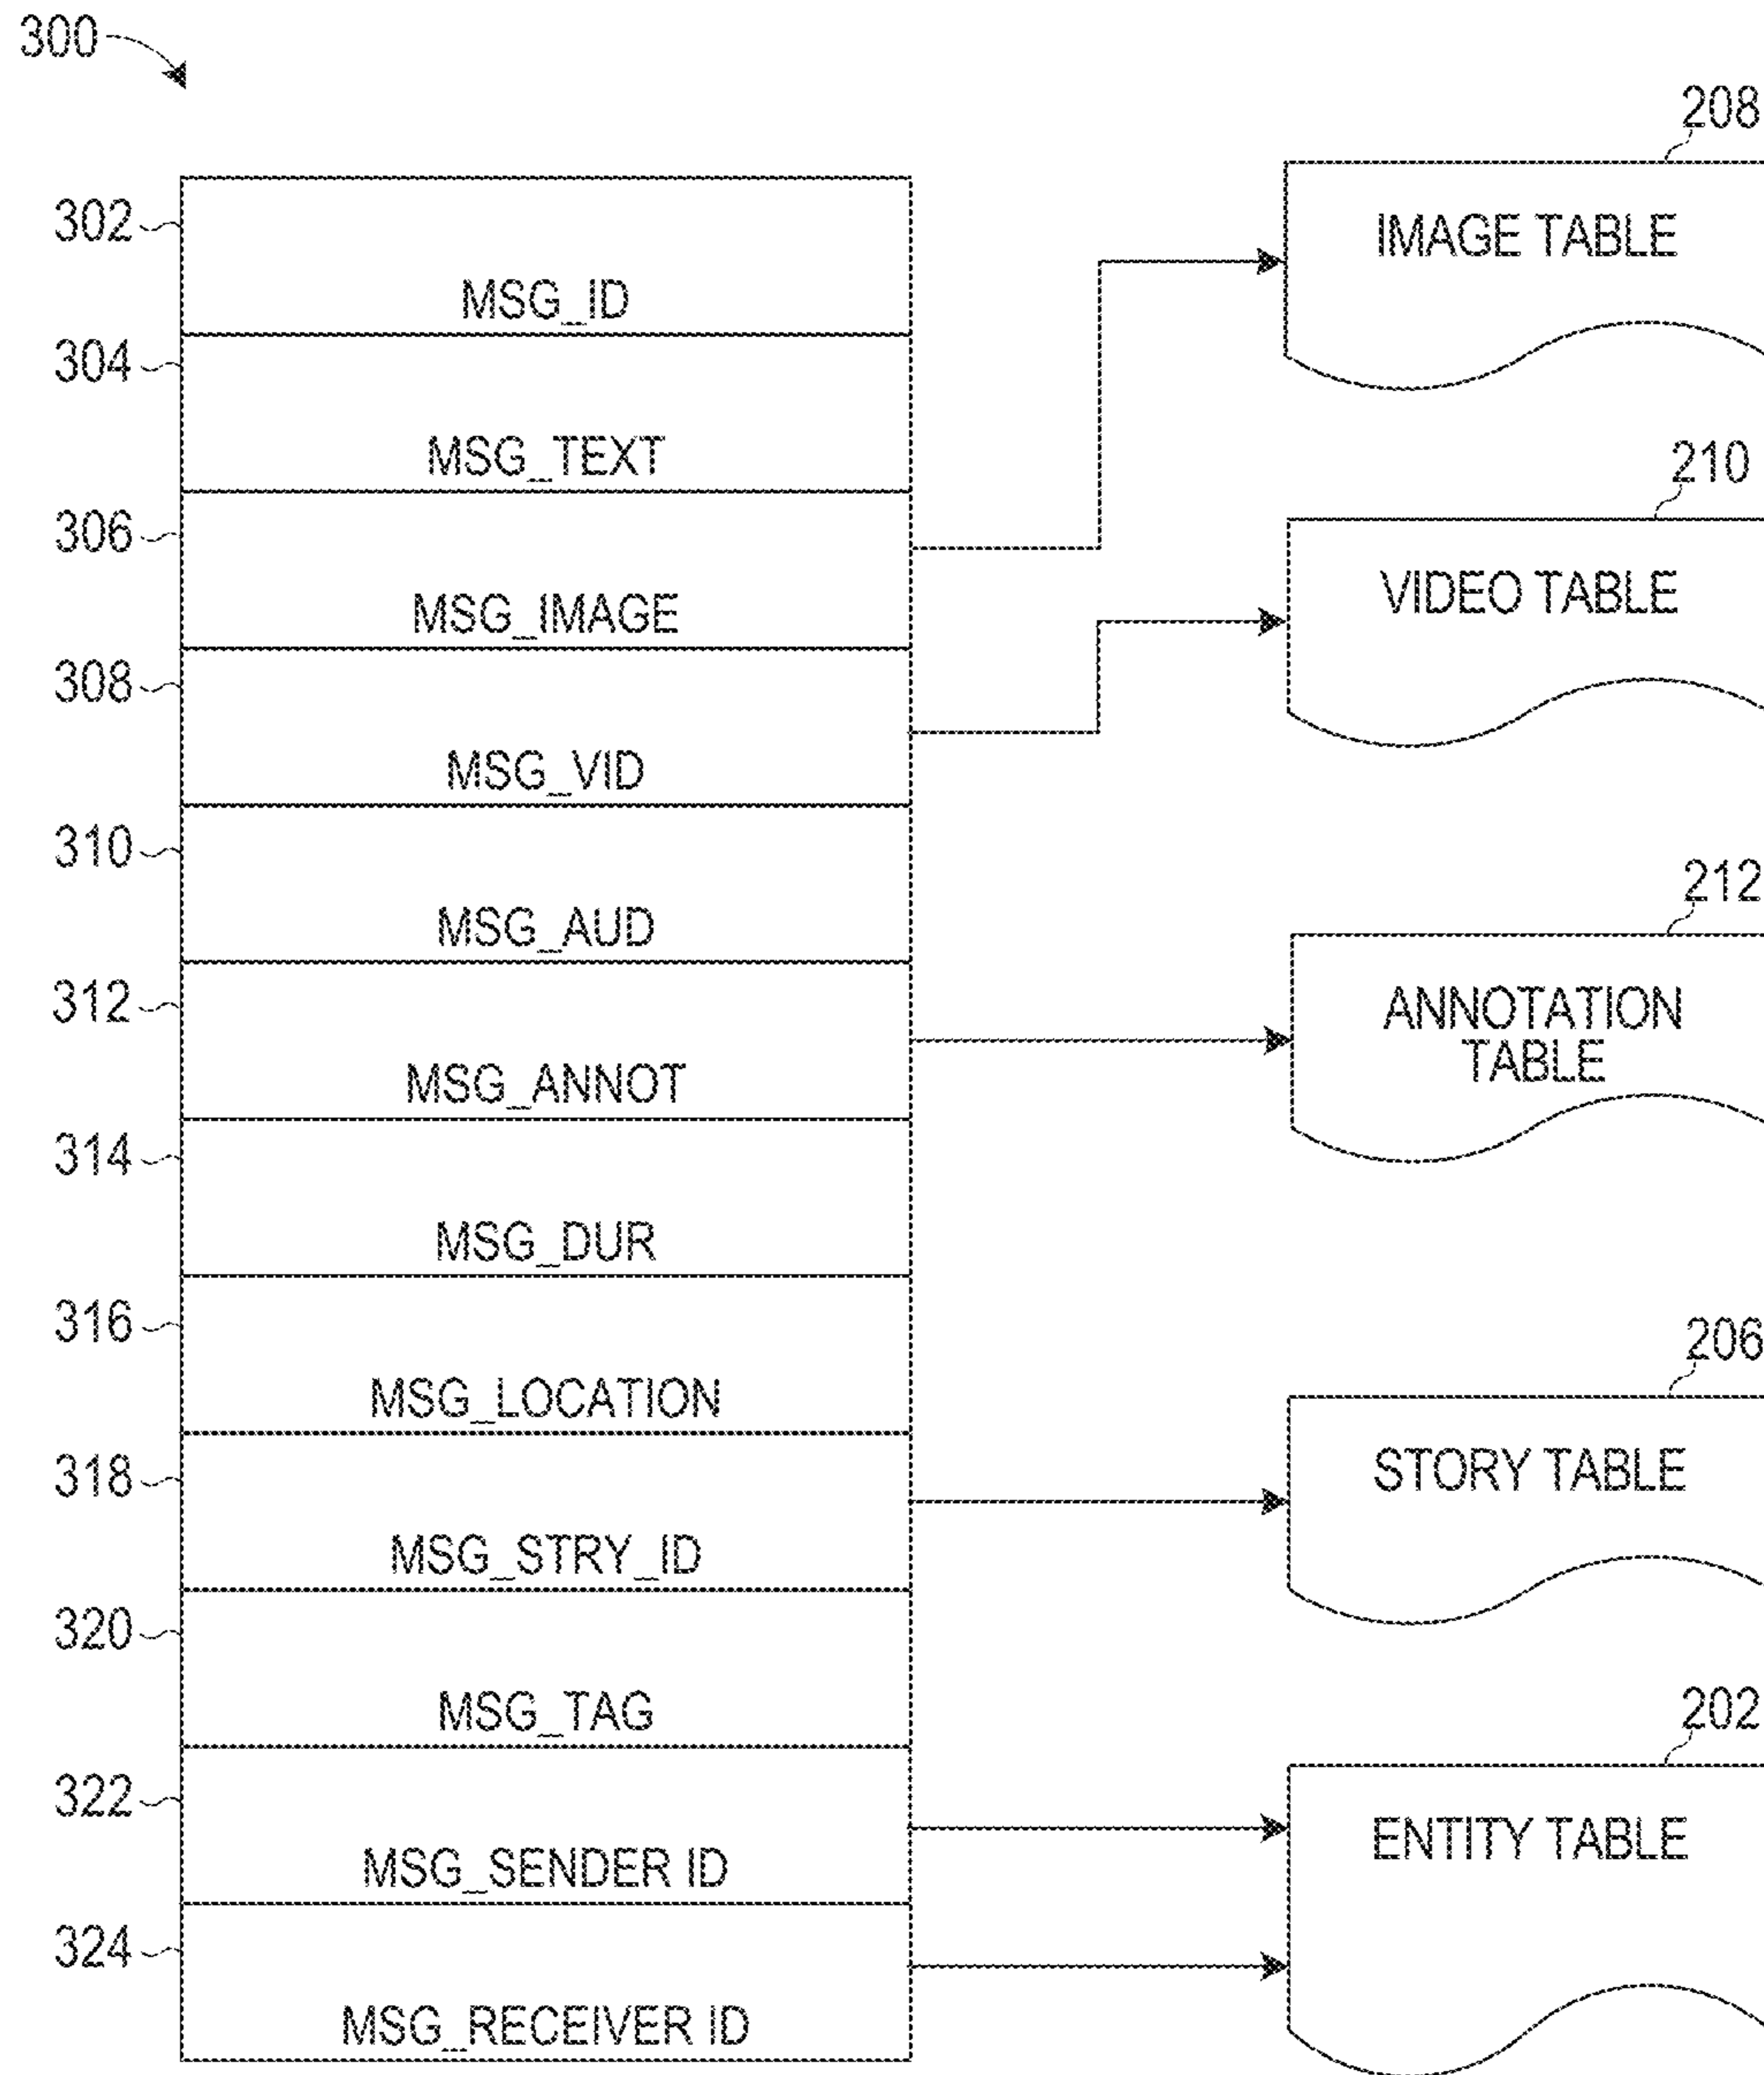 300
208
302
IMAGE TABLE
MSG_ID
304
MSG_TEXT
210
306
VIDEO TABLE
MSG_IMAGE
308
MSG_VID
310
212
MSG_AUD
312
ANNOTATION
TABLE
MSG_ANNOT
314
MSG_DUR
316
206
MSG_LOCATION
318
STORY TABLE
MSG_STRY_ID
320
MSG_TAG
202
322
ENTITY TABLE
MSG_SENDER ID
324
MSG_RECEIVER ID